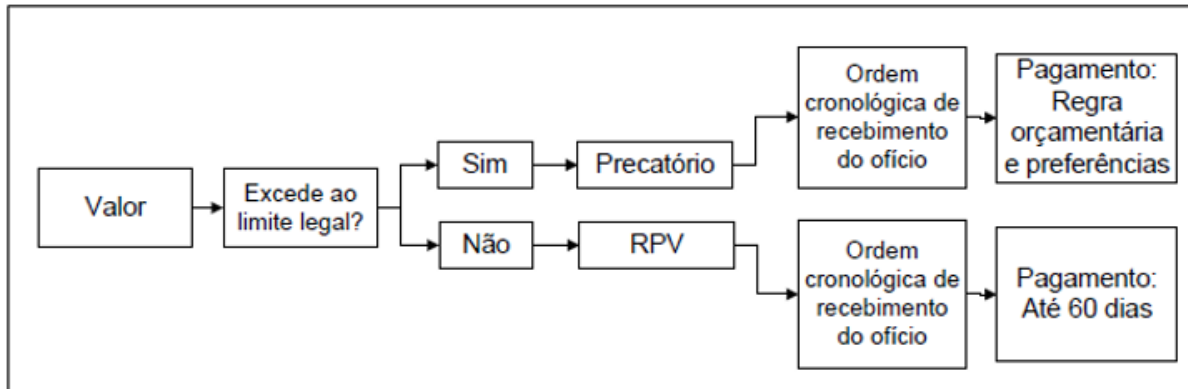 Valor
Excede ao
limite legal?
Sim
Precatório
Ordem
cronológica de
recebimento
do ofício
Pagamento:
Regra
orçamentária
e preferências
Não
RPV
Ordem
cronológica de
recebimento
do ofício
Pagamento:
Até 60 dias